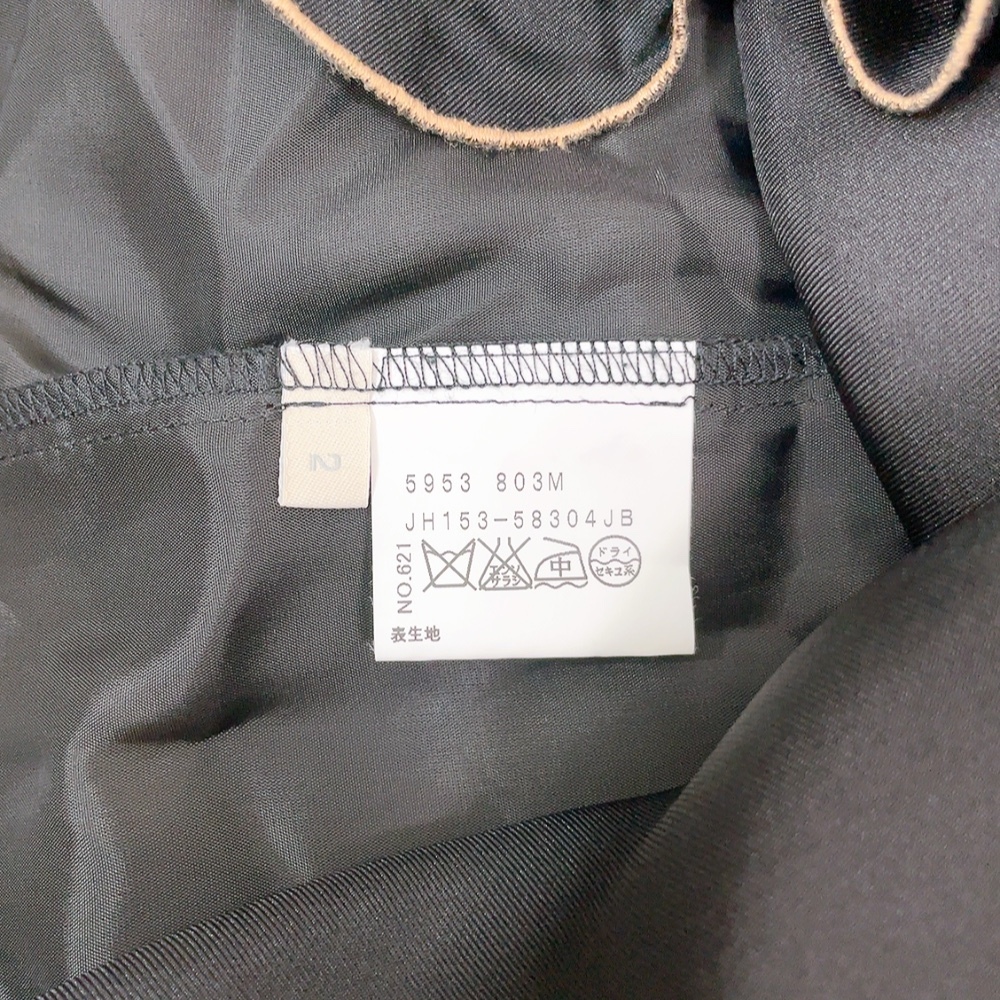 2
5953 803M
JH153-58304JB
NO.621
エンソ
サラシ
中
ドライ
セキユ系
表生地